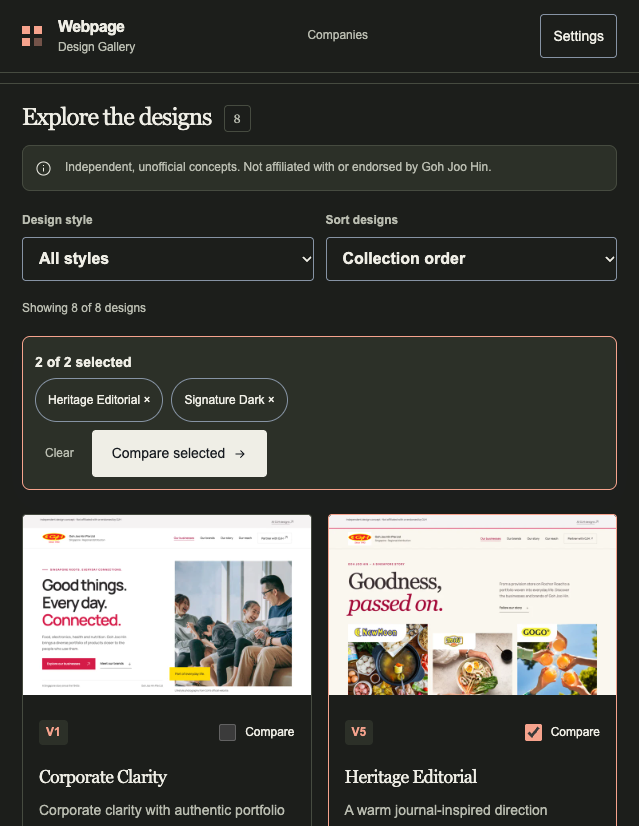 Webpage
Design Gallery
Companies
Settings
Explore the designs
8
Independent, unofficial concepts. Not affiliated with or endorsed by Goh Joo Hin.
Design style
Sort designs
All styles
Collection order
Showing 8 of 8 designs
2 of 2 selected
Heritage Editorial ×
Signature Dark ×
Clear
Compare selected →
Good things.
Every day.
Connected.
Goodness,
passed on.
New Moon
GOGO
V1
Compare
V5
Compare
Corporate Clarity
Heritage Editorial
Corporate clarity with authentic portfolio
A warm journal-inspired direction